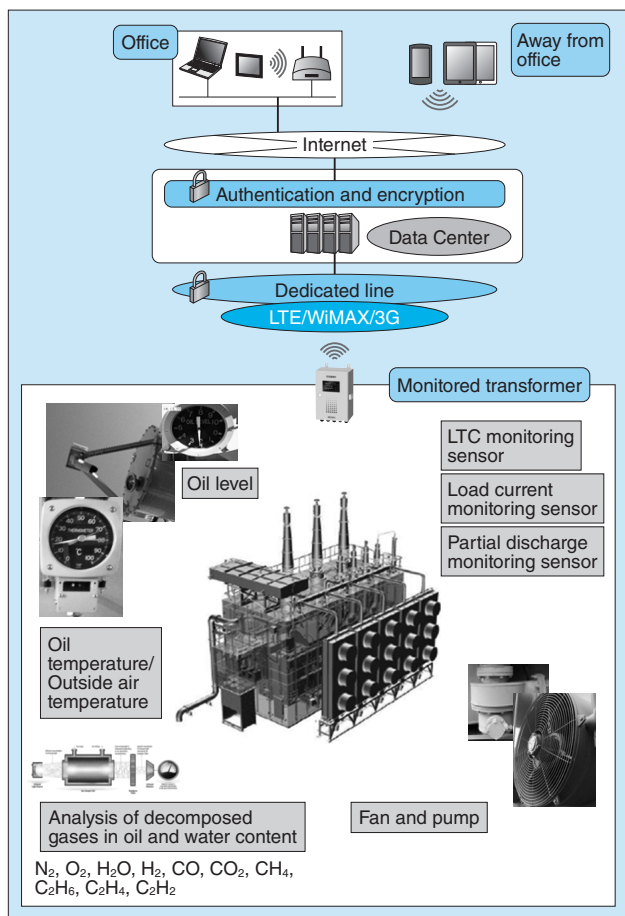 Office
Away from
office
Internet
Authentication and encryption
Data Center
Dedicated line
LTE/WiMAX/3G
Monitored transformer
LTC monitoring
sensor
Oil level
Load current
monitoring sensor
Partial discharge
monitoring sensor
THERMOMETER
℃
Oil
temperature/
Outside air
temperature
Analysis of decomposed
gases in oil and water content
Fan and pump
N₂, O₂, H₂O, H₂, CO, CO₂, CH₄,
C₂H₆, C₂H₄, C₂H₂